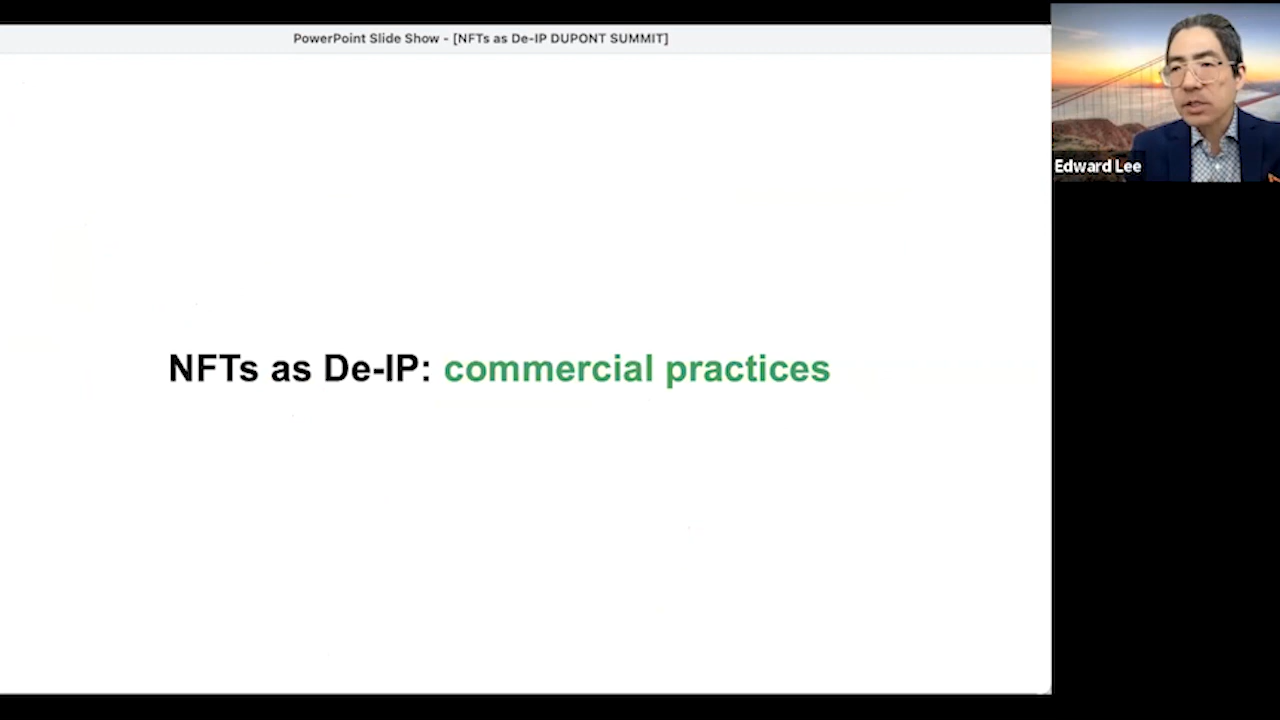 PowerPoint Slide Show - [NFTs as De-IP DUPONT SUMMIT]
Edward Lee
NFTs as De-IP: commercial practices